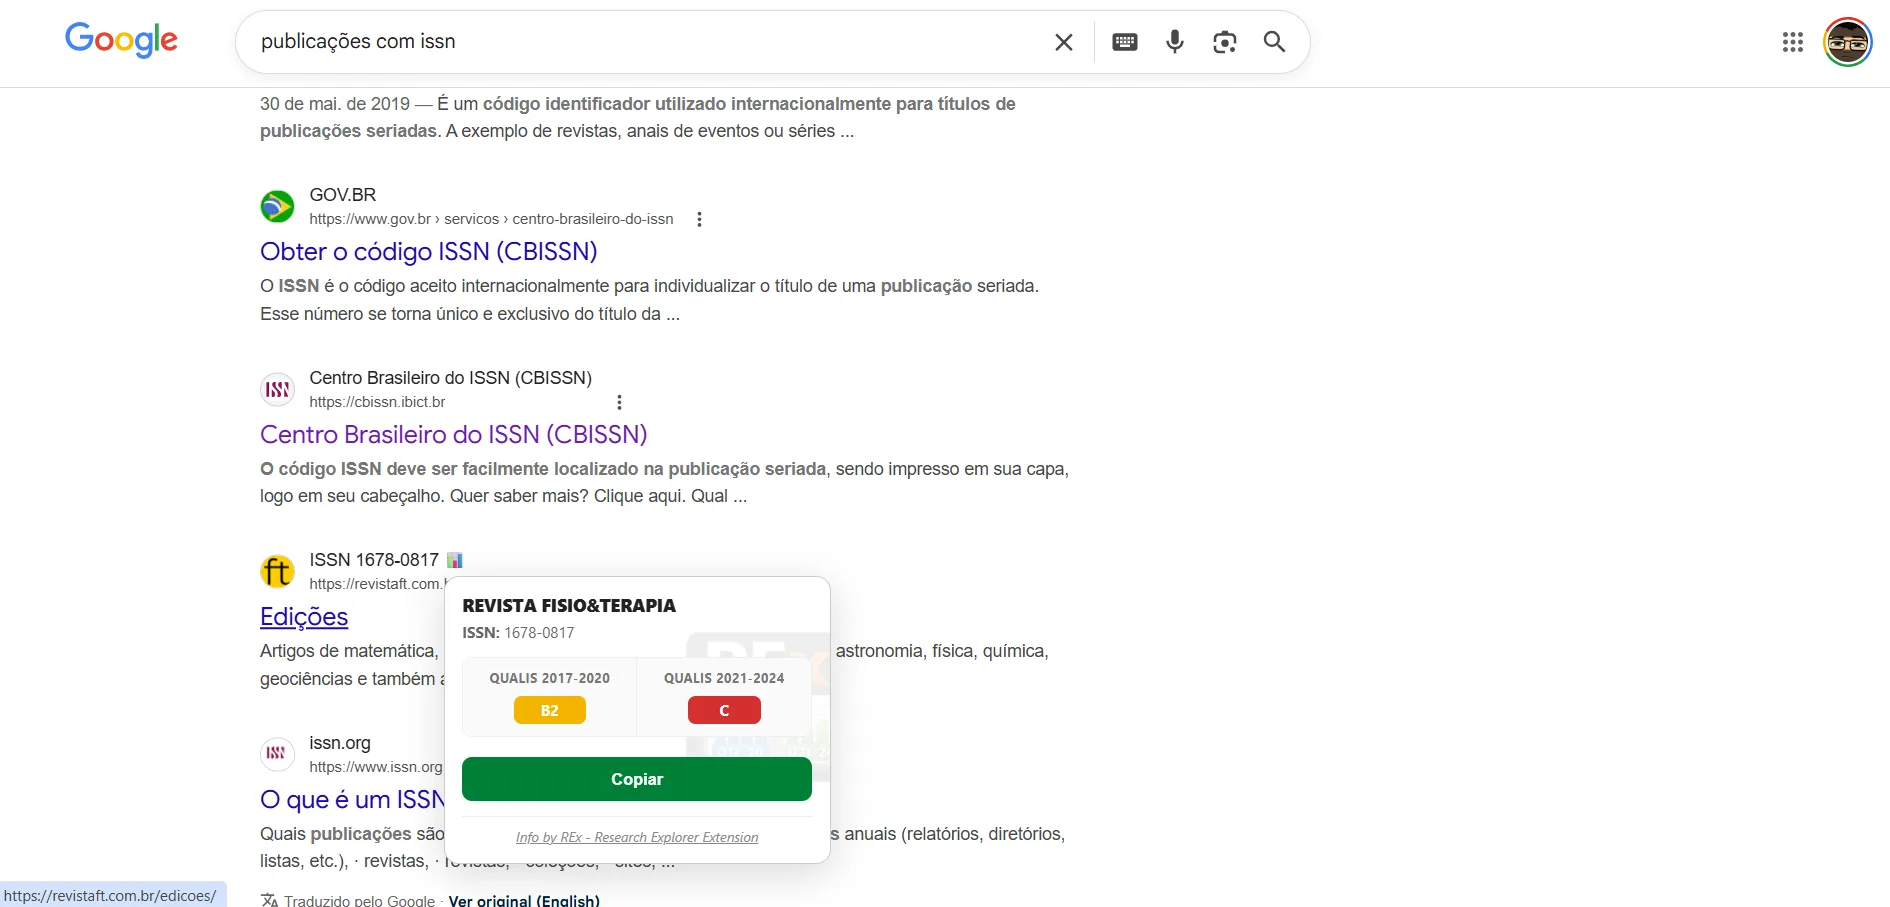 Google
publicações com issn
30 de mai. de 2019 — É um código identificador utilizado internacionalmente para títulos de
publicações seriadas. A exemplo de revistas, anais de eventos ou séries ...
GOV.BR
https://www.gov.br › servicos › centro-brasileiro-do-issn
Obter o código ISSN (CBISSN)
O ISSN é o código aceito internacionalmente para individualizar o título de uma publicação seriada.
Esse número se torna único e exclusivo do título da ...
ISSN
Centro Brasileiro do ISSN (CBISSN)
https://cbissn.ibict.br
Centro Brasileiro do ISSN (CBISSN)
O código ISSN deve ser facilmente localizado na publicação seriada, sendo impresso em sua capa,
logo em seu cabeçalho. Quer saber mais? Clique aqui. Qual ...
ft
ISSN 1678-0817
https://revistaft.com.
Edições
Artigos de matemática,
astronomia, física, química,
geociências e também
REVISTA FISIO&TERAPIA
ISSN: 1678-0817
QUALIS 2017-2020
QUALIS 2021-2024
B2
C
Copiar
Info by REx - Research Explorer Extension
ISSN
issn.org
https://www.issn.org
O que é um ISSN
Quais publicações são
anuais (relatórios, diretórios,
listas, etc.), · revistas, ·
Traduzido pelo Google · Ver original (English)
https://revistaft.com.br/edicoes/